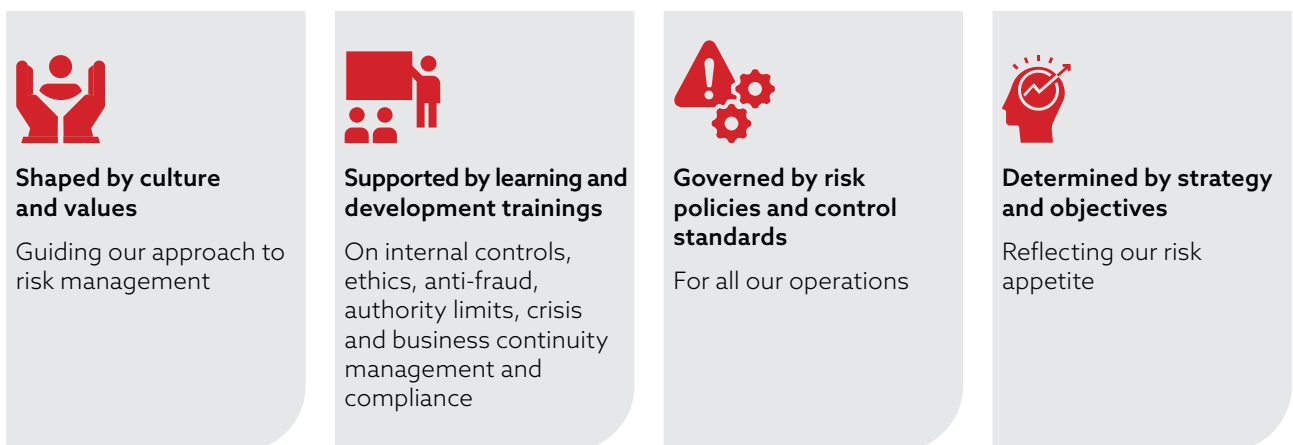 Shaped by culture
and values
Guiding our approach to
risk management
Supported by learning and
development trainings
On internal controls,
ethics, anti-fraud,
authority limits, crisis
and business continuity
management and
compliance
Governed by risk
policies and control
standards
For all our operations
Determined by strategy
and objectives
Reflecting our risk
appetite